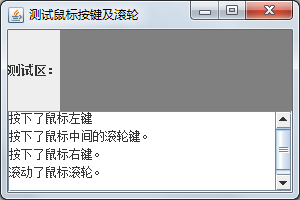 测试鼠标按键及滚轮
测试区：
按下了鼠标左键
按下了鼠标中间的滚轮键。
按下了鼠标右键。
滚动了鼠标滚轮。